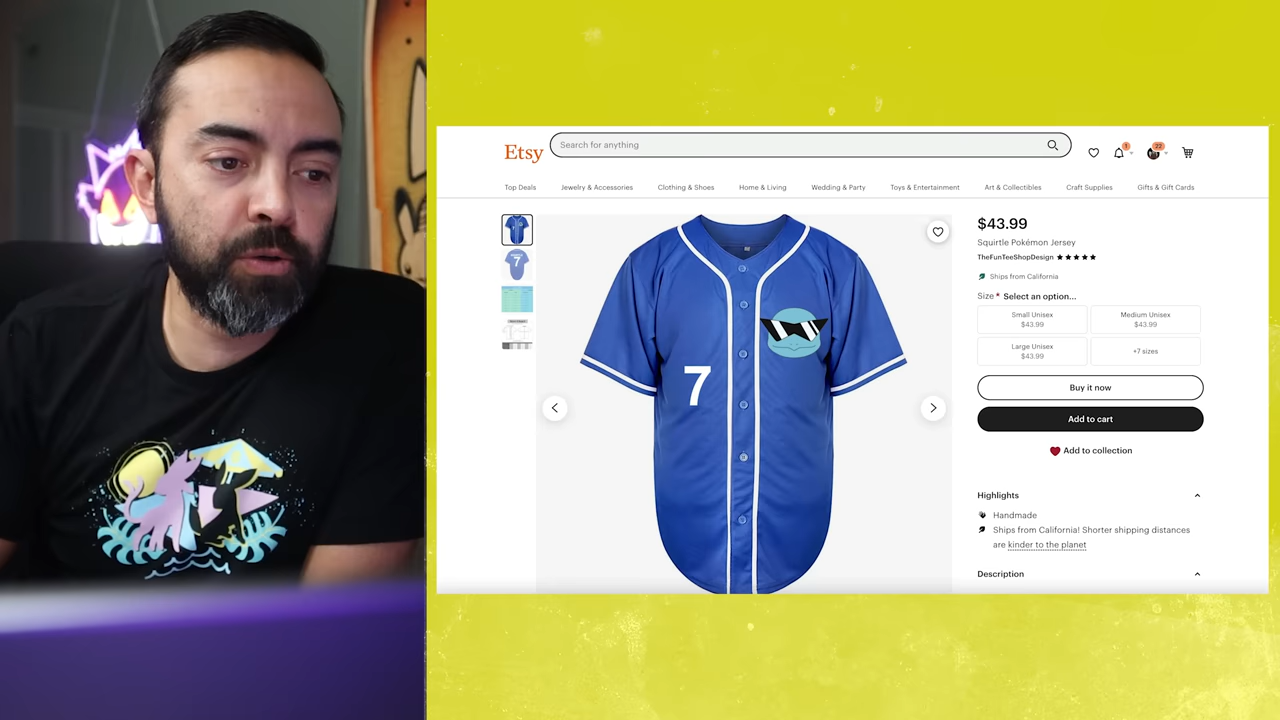 Etsy
Search for anything
1
22
Top Deals
Jewelry & Accessories
Clothing & Shoes
Home & Living
Wedding & Party
Toys & Entertainment
Art & Collectibles
Craft Supplies
Gifts & Gift Cards
$43.99
Squirtle Pokémon Jersey
TheFunTeeShopDesign ★★★★★
Ships from California
Size * Select an option...
Small Unisex
$43.99
Medium Unisex
$43.99
Large Unisex
$43.99
+7 sizes
Buy it now
Add to cart
Add to collection
Highlights
Handmade
Ships from California! Shorter shipping distances
are kinder to the planet
Description
7
7